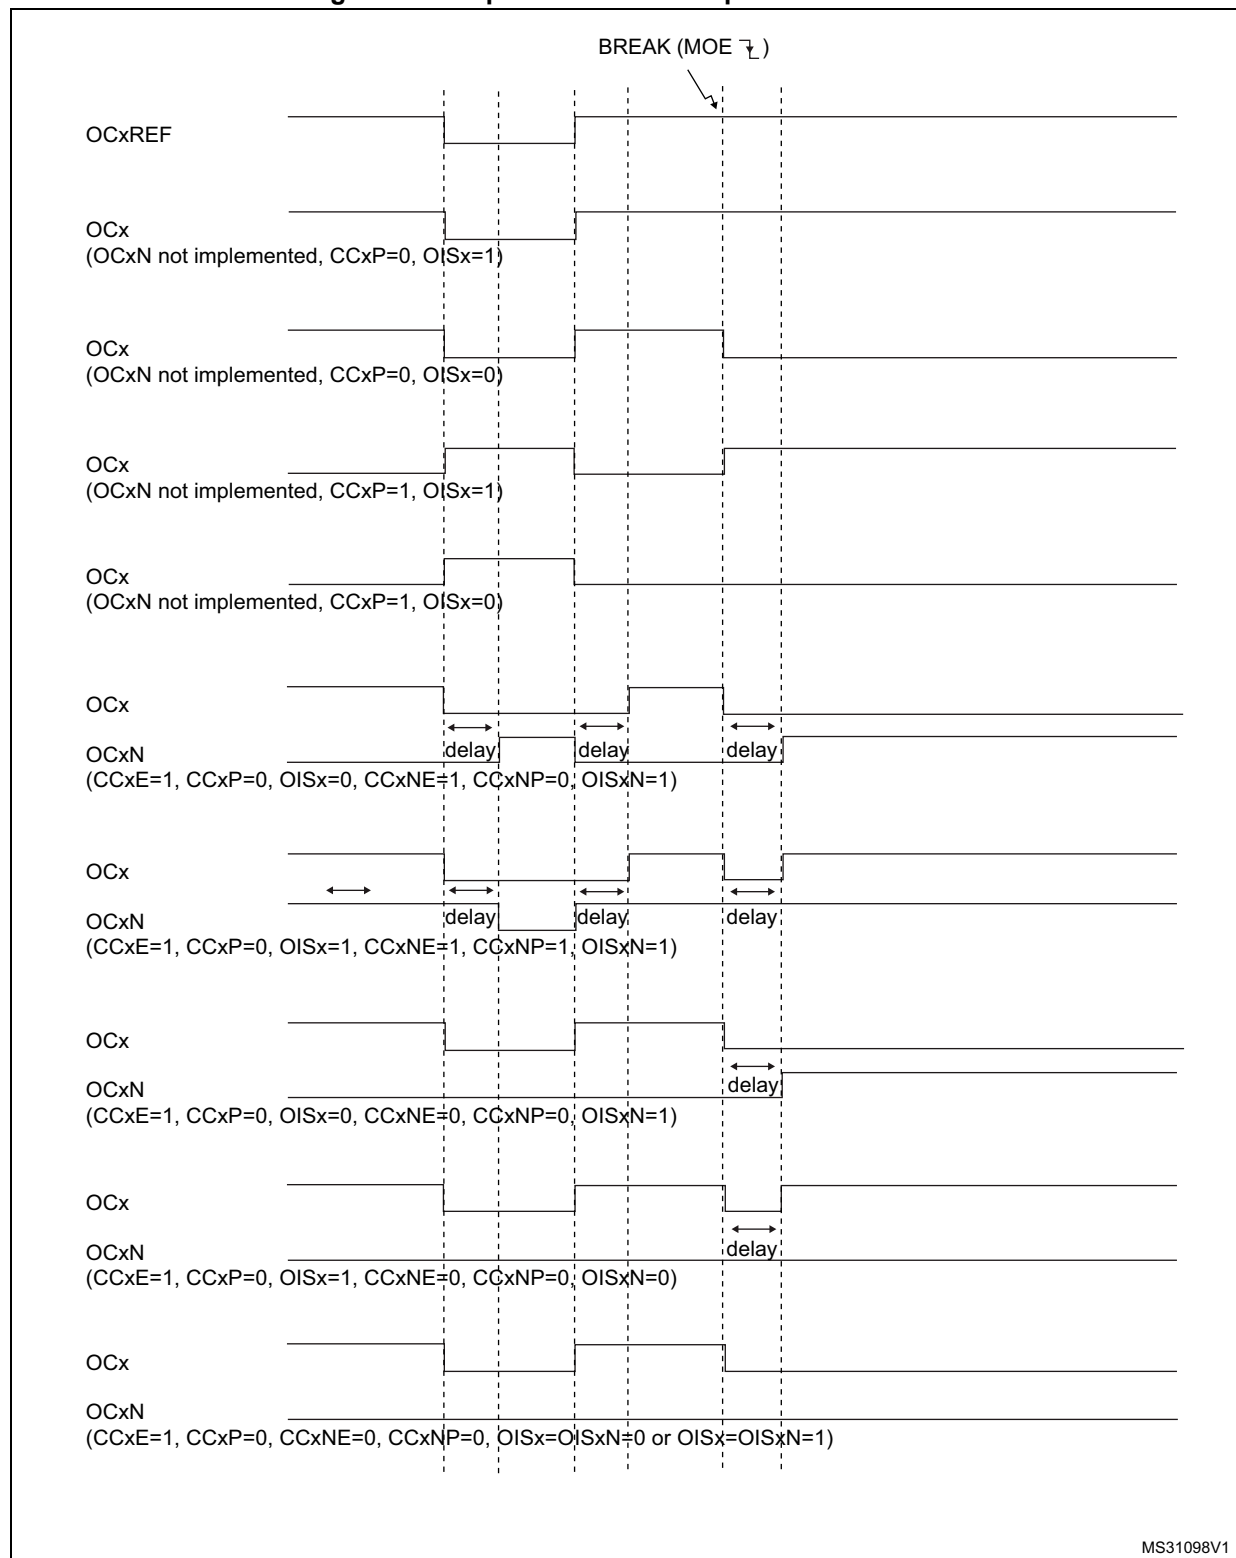 BREAK (MOE )
OCxREF
OCx
(OCxN not implemented, CCxP=0, OISx=1)
OCx
(OCxN not implemented, CCxP=0, OISx=0)
OCx
(OCxN not implemented, CCxP=1, OISx=1)
OCx
(OCxN not implemented, CCxP=1, OISx=0)
OCx
OCxN delay delay delay
(CCxE=1, CCxP=0, OISx=0, CCxNE=1, CCxNP=0, OISxN=1)
OCx
OCxN delay delay delay
(CCxE=1, CCxP=0, OISx=1, CCxNE=1, CCxNP=1, OISxN=1)
OCx
OCxN delay
(CCxE=1, CCxP=0, OISx=0, CCxNE=0, CCxNP=0, OISxN=1)
OCx
OCxN delay
(CCxE=1, CCxP=0, OISx=1, CCxNE=0, CCxNP=0, OISxN=0)
OCx
OCxN
(CCxE=1, CCxP=0, CCxNE=0, CCxNP=0, OISx=OISxN=0 or OISx=OISxN=1)
MS31098V1